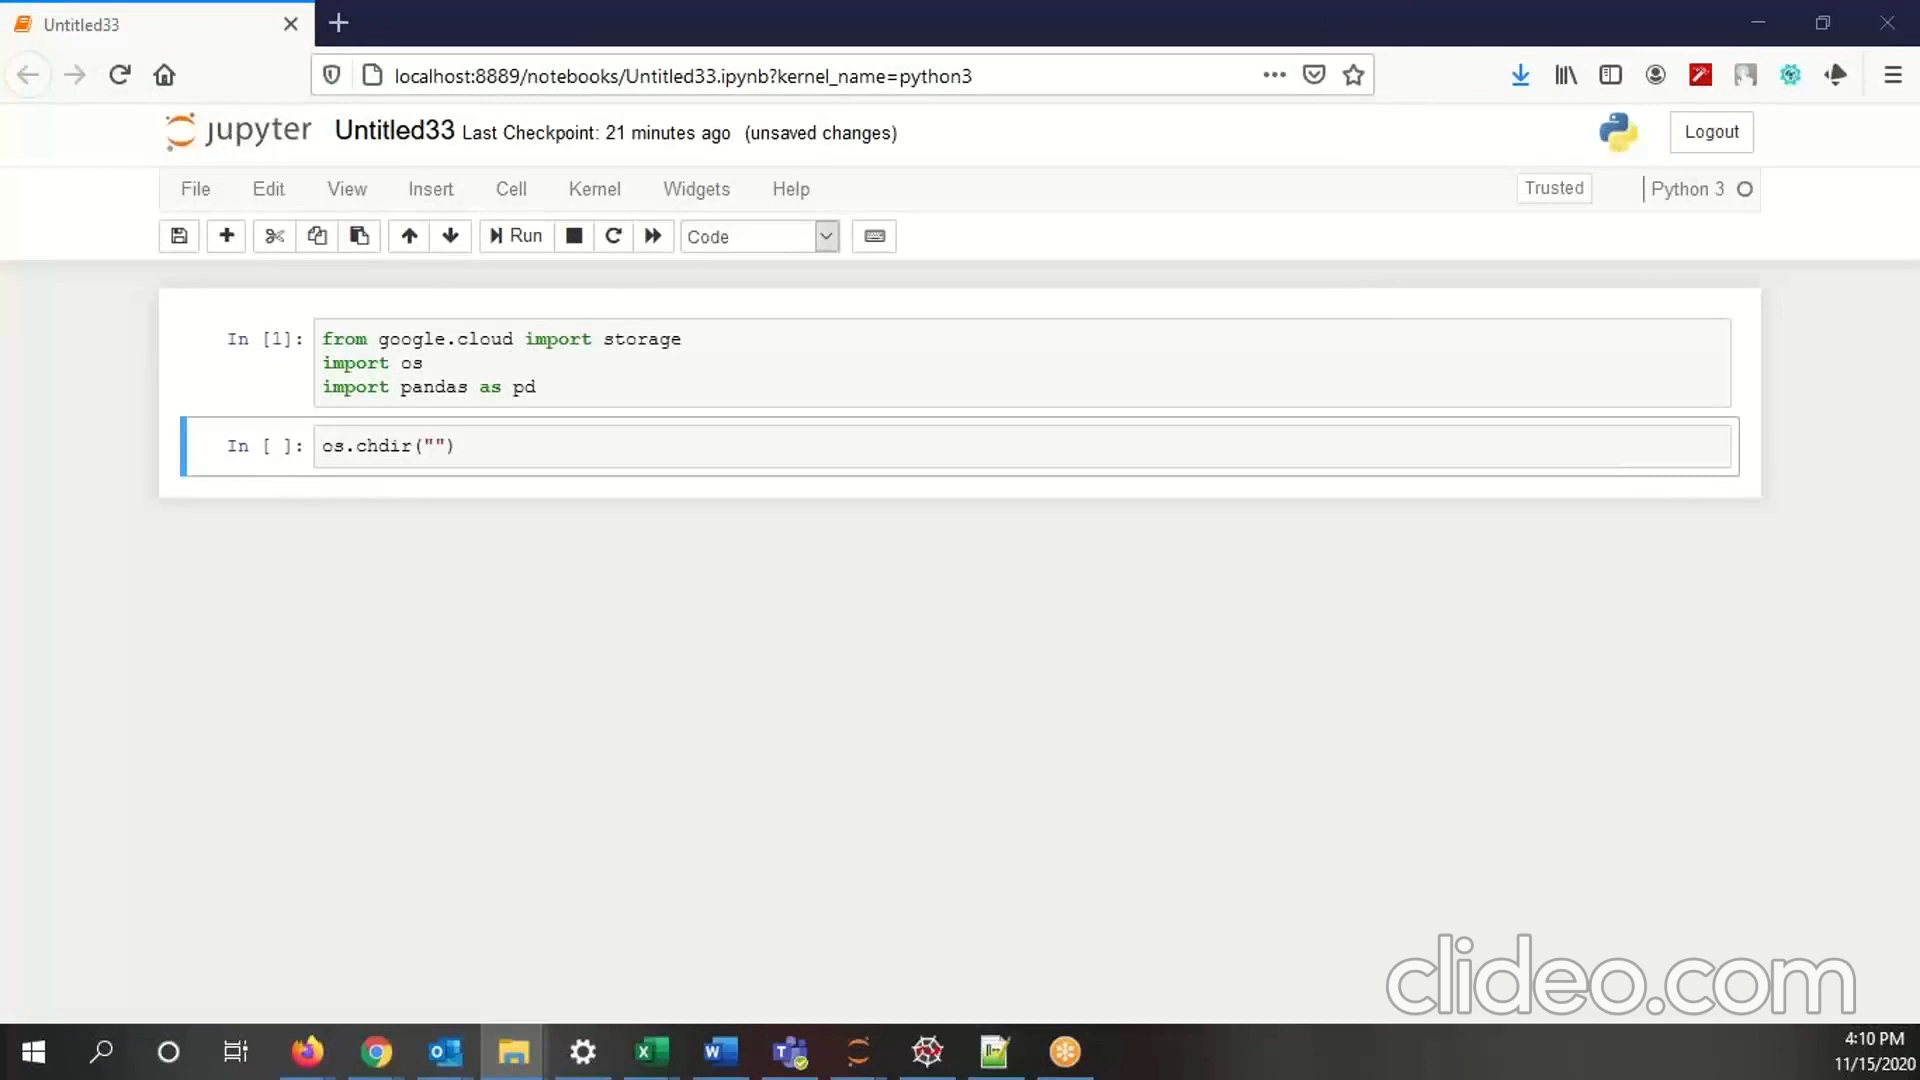 Untitled33
localhost:8889/notebooks/Untitled33.ipynb?kernel_name=python3
jupyter Untitled33 Last Checkpoint: 21 minutes ago (unsaved changes)
Logout
File Edit View Insert Cell Kernel Widgets Help
Trusted
Python 3
Run
Code
In [1]: from google.cloud import storage
import os
import pandas as pd
In [ ]: os.chdir("")
clideo.com
4:10 PM
11/15/2020